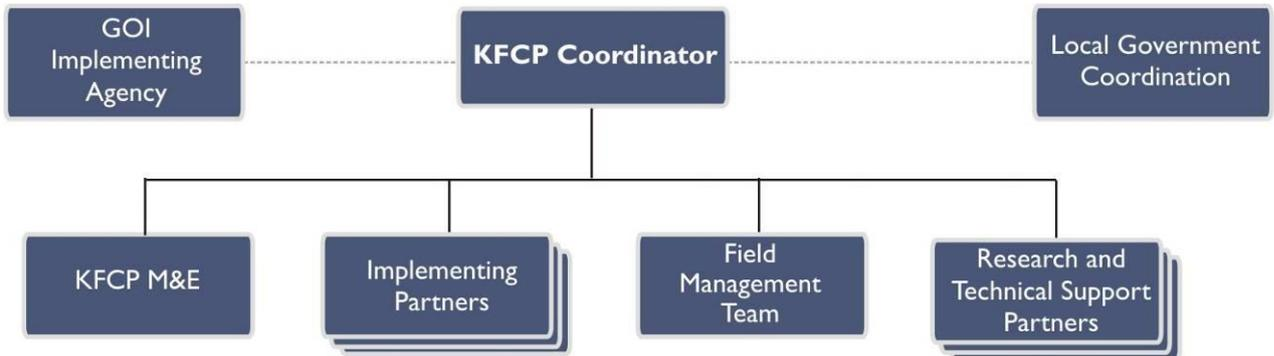 GOI
Implementing
Agency
KFCP Coordinator
Local Government
Coordination
KFCP M&E
Implementing
Partners
Field
Management
Team
Research and
Technical Support
Partners